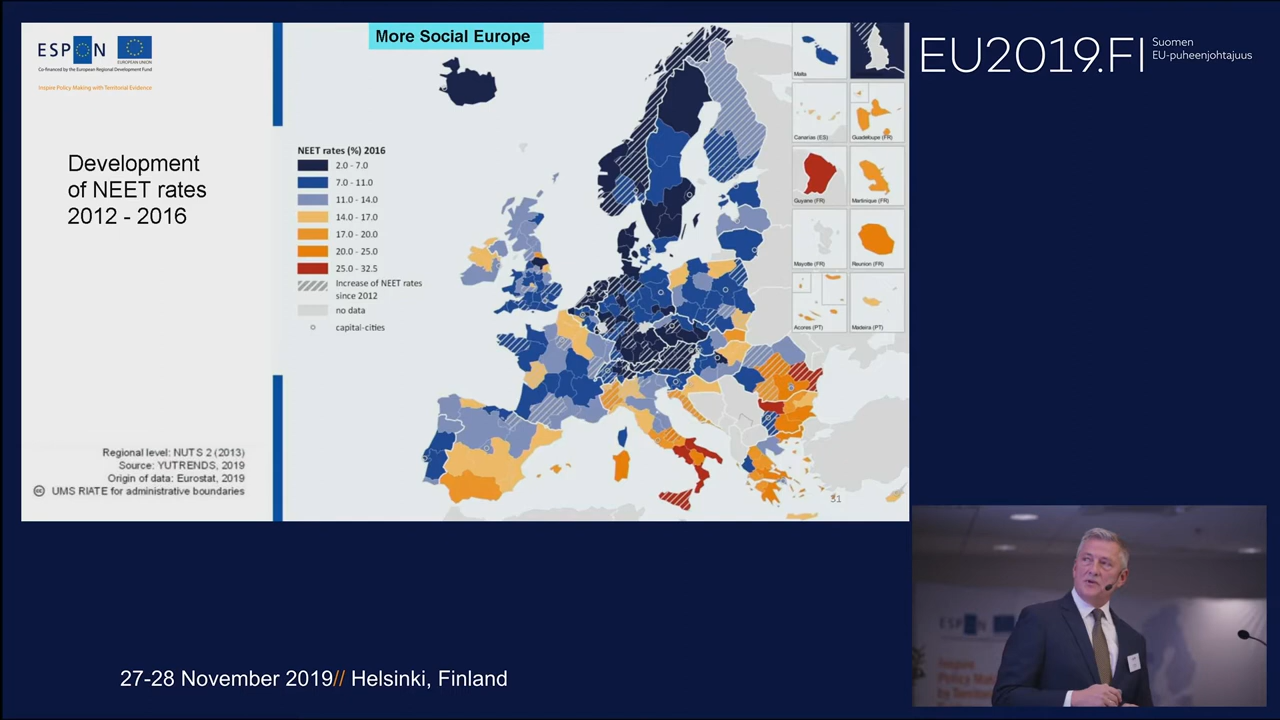 ESPON
EUROPEAN UNION
Co-financed by the European Regional Development Fund
Inspire Policy Making with Territorial Evidence
More Social Europe
EU2019.FI
Suomen
EU-puheenjohtajuus
Development
of NEET rates
2012 - 2016
NEET rates (%) 2016
2.0 - 7.0
7.0 - 11.0
11.0 - 14.0
14.0 - 17.0
17.0 - 20.0
20.0 - 25.0
25.0 - 32.5
Increase of NEET rates
since 2012
no data
capital-cities
Malta
Canarias (ES)
Guadeloupe (FR)
Guyane (FR)
Martinique (FR)
Mayotte (FR)
Reunion (FR)
Acores (PT)
Madeira (PT)
Regional level: NUTS 2 (2013)
Source: YUTRENDS, 2019
Origin of data: Eurostat, 2019
cc UMS RIATE for administrative boundaries
31
ESPON
Inspire
27-28 November 2019// Helsinki, Finland